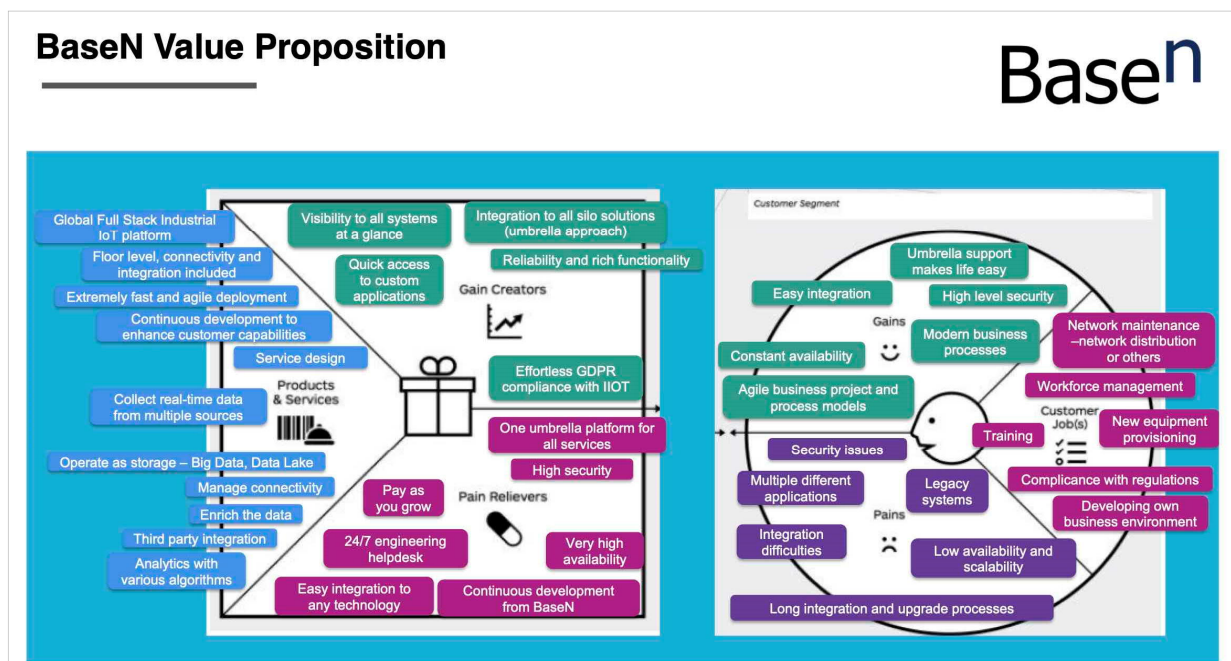 BaseN Value Proposition
Basen
Global Full Stack Industrial
IoT platform
Floor level, connectivity and
integration included
Extremely fast and agile deployment
Continuous development to
enhance customer capabilities
Service design
Products
& Services
Collect real-time data
from multiple sources
Operate as storage – Big Data, Data Lake
Manage connectivity
Enrich the data
Third party integration
Analytics with
various algorithms
Visibility to all systems
at a glance
Integration to all silo solutions
(umbrella approach)
Quick access
to custom
applications
Reliability and rich functionality
Gain Creators
Effortless GDPR
compliance with IIOT
One umbrella platform for
all services
High security
Pay as
you grow
Pain Relievers
24/7 engineering
helpdesk
Very high
availability
Easy integration to
any technology
Continuous development
from BaseN
Customer Segment
Umbrella support
makes life easy
Easy integration
High level security
Gains
Modern business
processes
Constant availability
Agile business project and
process models
Network maintenance
–network distribution
or others
Workforce management
Customer
Job(s)
New equipment
provisioning
Training
Compliance with regulations
Developing own
business environment
Security issues
Multiple different
applications
Legacy
systems
Pains
Integration
difficulties
Low availability and
scalability
Long integration and upgrade processes